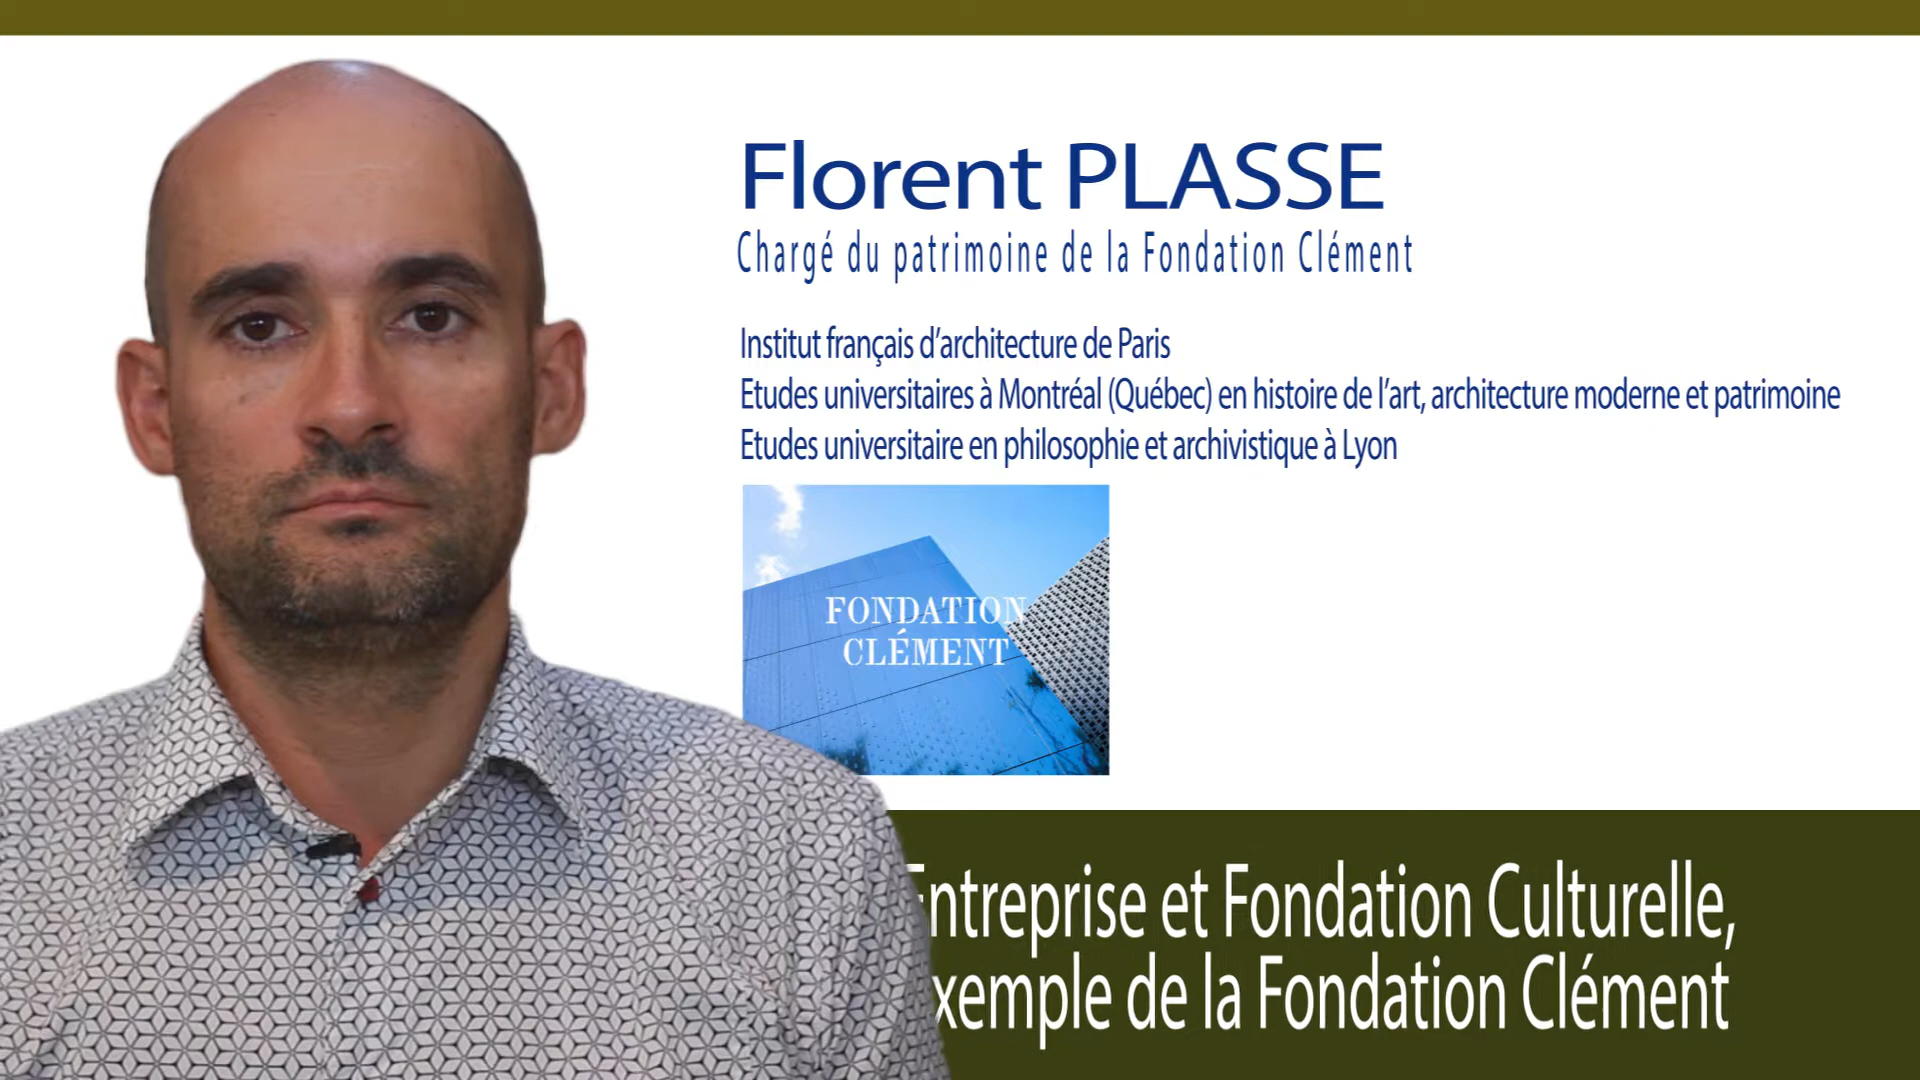 Florent PLASSE
Chargé du patrimoine de la Fondation Clément
Institut français d’architecture de Paris
Etudes universitaires à Montréal (Québec) en histoire de l’art, architecture moderne et patrimoine
Etudes universitaire en philosophie et archivistique à Lyon
FONDATION
CLÉMENT
Entreprise et Fondation Culturelle,
exemple de la Fondation Clément